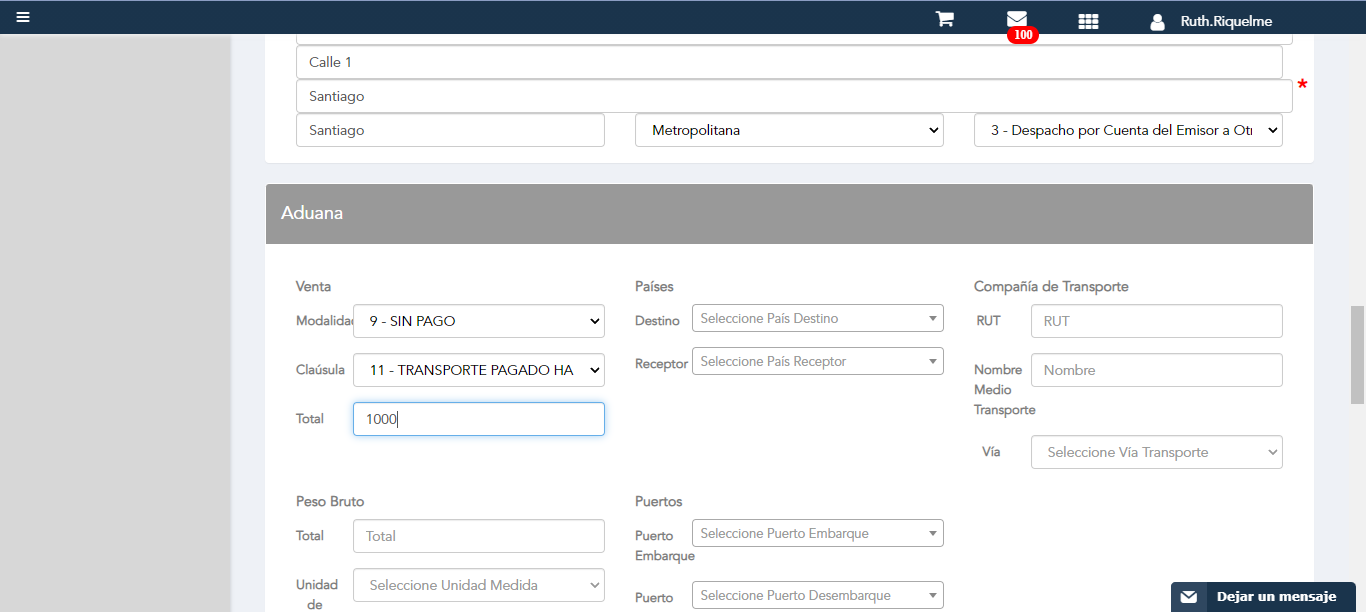 Ruth.Riquelme
100
Calle 1
Santiago
*
Santiago
Metropolitana
3 - Despacho por Cuenta del Emisor a Otr
Aduana
Venta
Modalidad
9 - SIN PAGO
Claúsula
11 - TRANSPORTE PAGADO HA
Total
1000
Países
Destino
Seleccione País Destino
Receptor
Seleccione País Receptor
Compañía de Transporte
RUT
RUT
Nombre
Medio
Transporte
Nombre
Vía
Seleccione Vía Transporte
Peso Bruto
Total
Total
Unidad
de
Seleccione Unidad Medida
Puertos
Puerto
Embarque
Seleccione Puerto Embarque
Puerto
Seleccione Puerto Desembarque
Dejar un mensaje